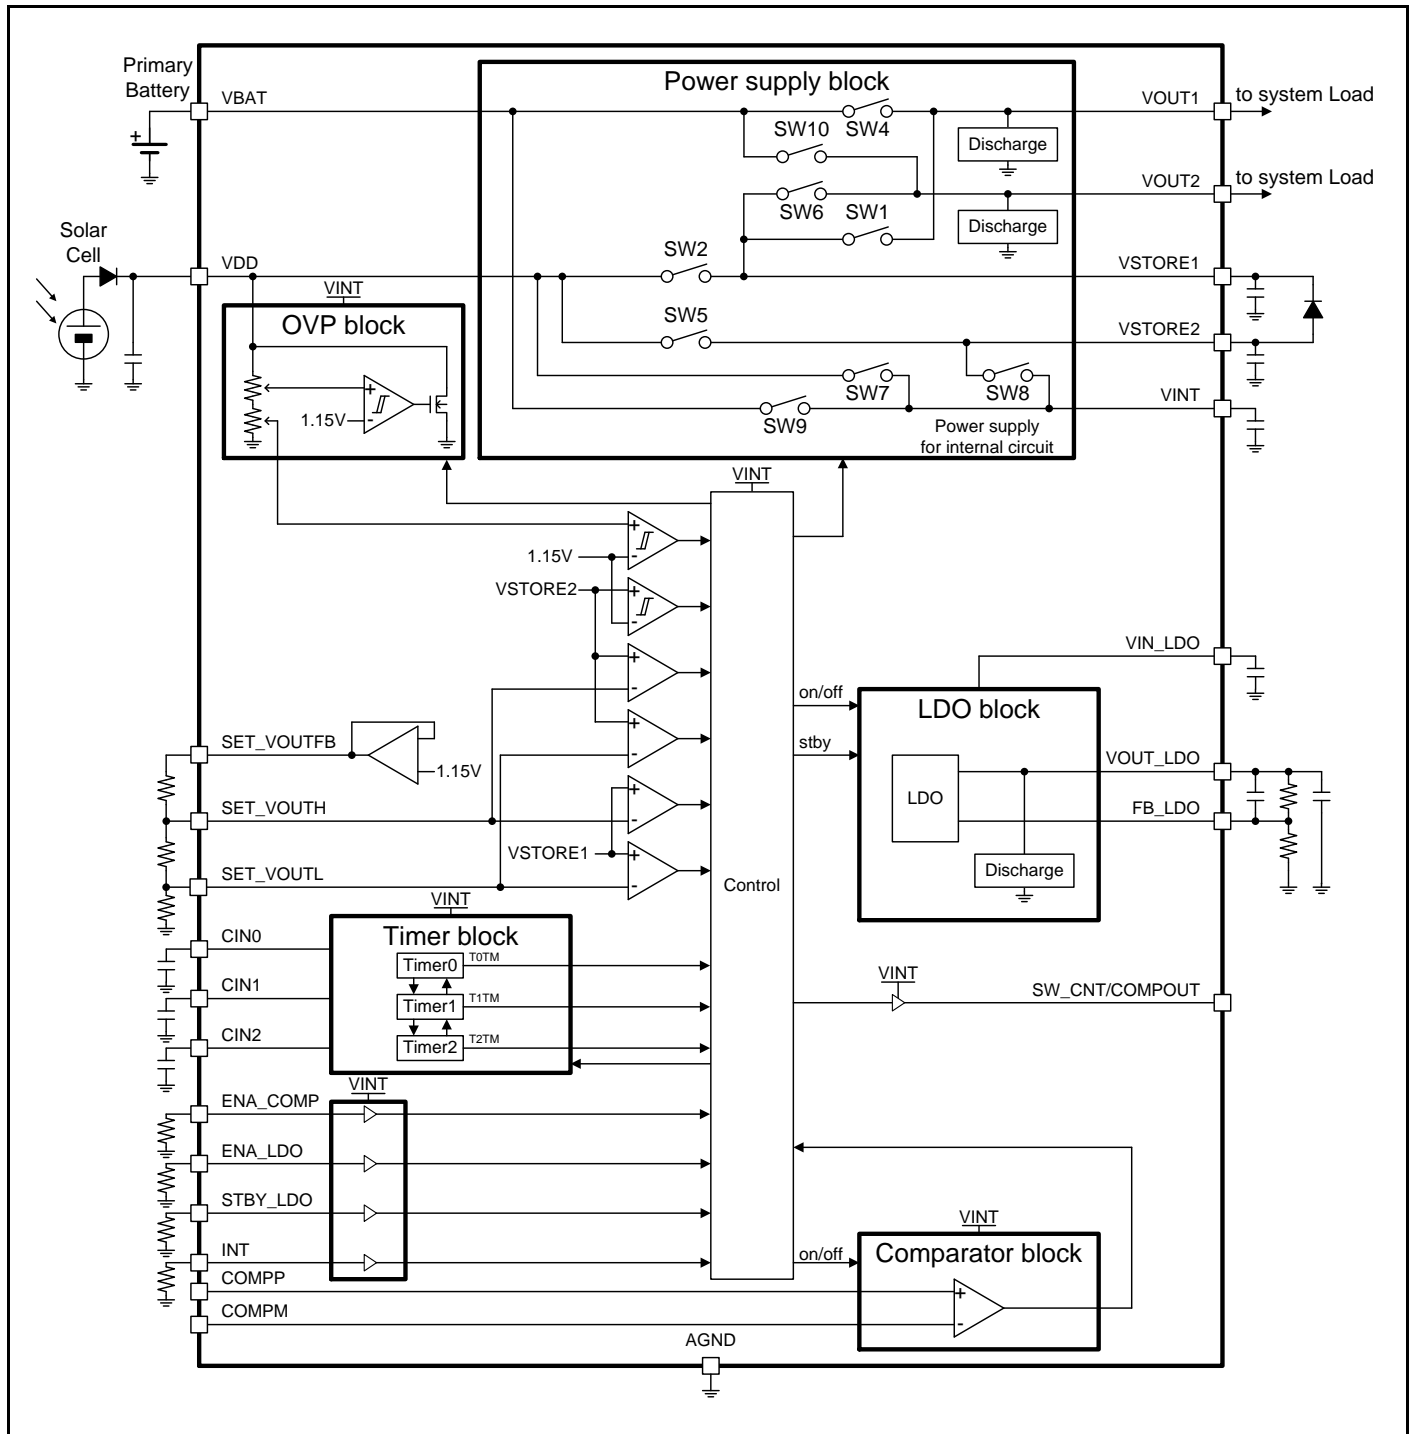 Primary
Battery
VBAT
Power supply block
VOUT1
to system Load
SW10
SW4
Discharge
VOUT2
to system Load
SW6
SW1
Discharge
Solar
Cell
VDD
SW2
VSTORE1
VINT
OVP block
SW5
VSTORE2
SW7
SW8
VINT
+
1.15V
-
SW9
Power supply
for internal circuit
VINT
+
1.15V
-
VSTORE2
+
-
+
-
VIN_LDO
on/off
LDO block
+
-
SET_VOUTFB
stby
1.15V
VOUT_LDO
LDO
+
SET_VOUTH
-
FB_LDO
VSTORE1
+
SET_VOUTL
-
Control
Discharge
VINT
Timer block
CIN0
Timer0
T0TM
CIN1
Timer1
T1TM
VINT
SW_CNT/COMPOUT
CIN2
Timer2
T2TM
VINT
ENA_COMP
ENA_LDO
STBY_LDO
VINT
INT
on/off
Comparator block
COMPP
+
COMPM
-
AGND
+